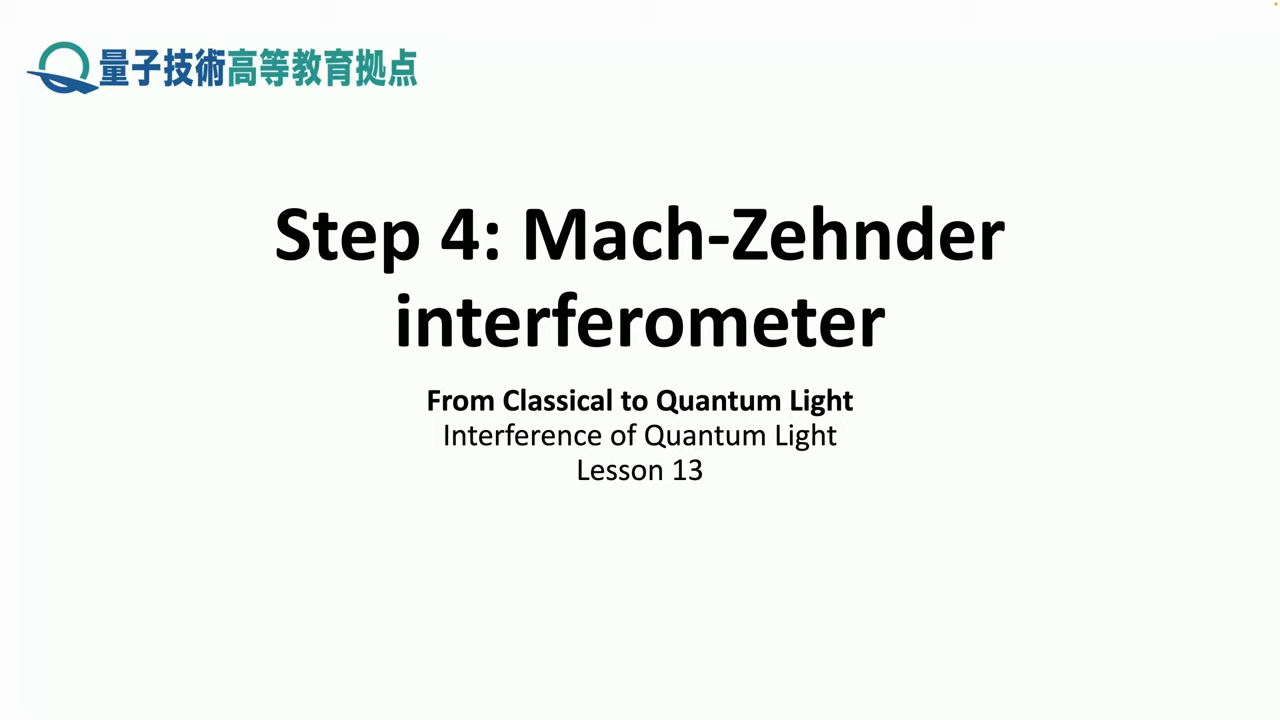 量子技術高等教育拠点
Step 4: Mach-Zehnder
interferometer
From Classical to Quantum Light
Interference of Quantum Light
Lesson 13